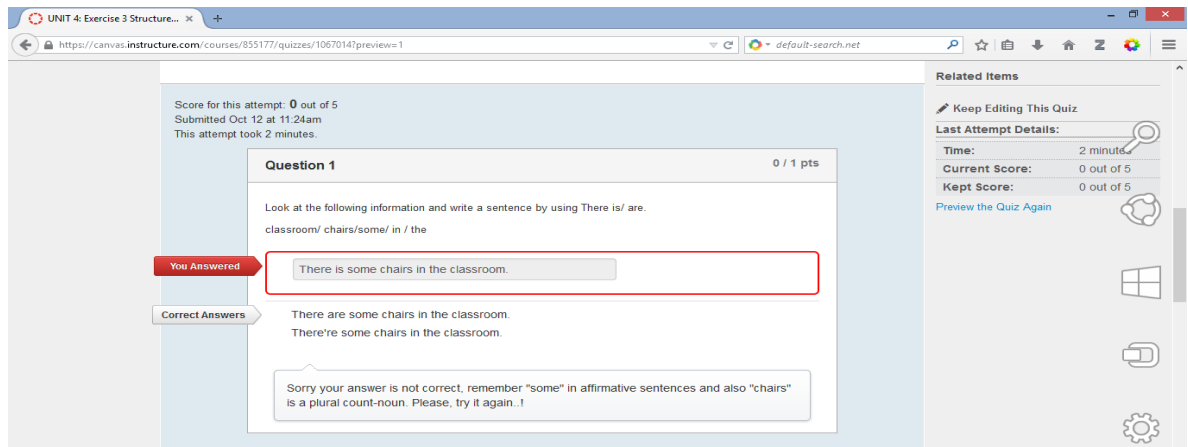 UNIT 4: Exercise 3 Structure... ×
https://canvas.instructure.com/courses/855177/quizzes/1067014?preview=1
default-search.net
Z
Score for this attempt: 0 out of 5
Submitted Oct 12 at 11:24am
This attempt took 2 minutes.
Question 1
0 / 1 pts
Look at the following information and write a sentence by using There is/ are.
classroom/ chairs/some/ in / the
You Answered
There is some chairs in the classroom.
Correct Answers
There are some chairs in the classroom.
There're some chairs in the classroom.
Sorry your answer is not correct, remember "some" in affirmative sentences and also "chairs"
is a plural count-noun. Please, try it again..!
Related Items
Keep Editing This Quiz
Last Attempt Details:
Time: 2 minutes
Current Score: 0 out of 5
Kept Score: 0 out of 5
Preview the Quiz Again